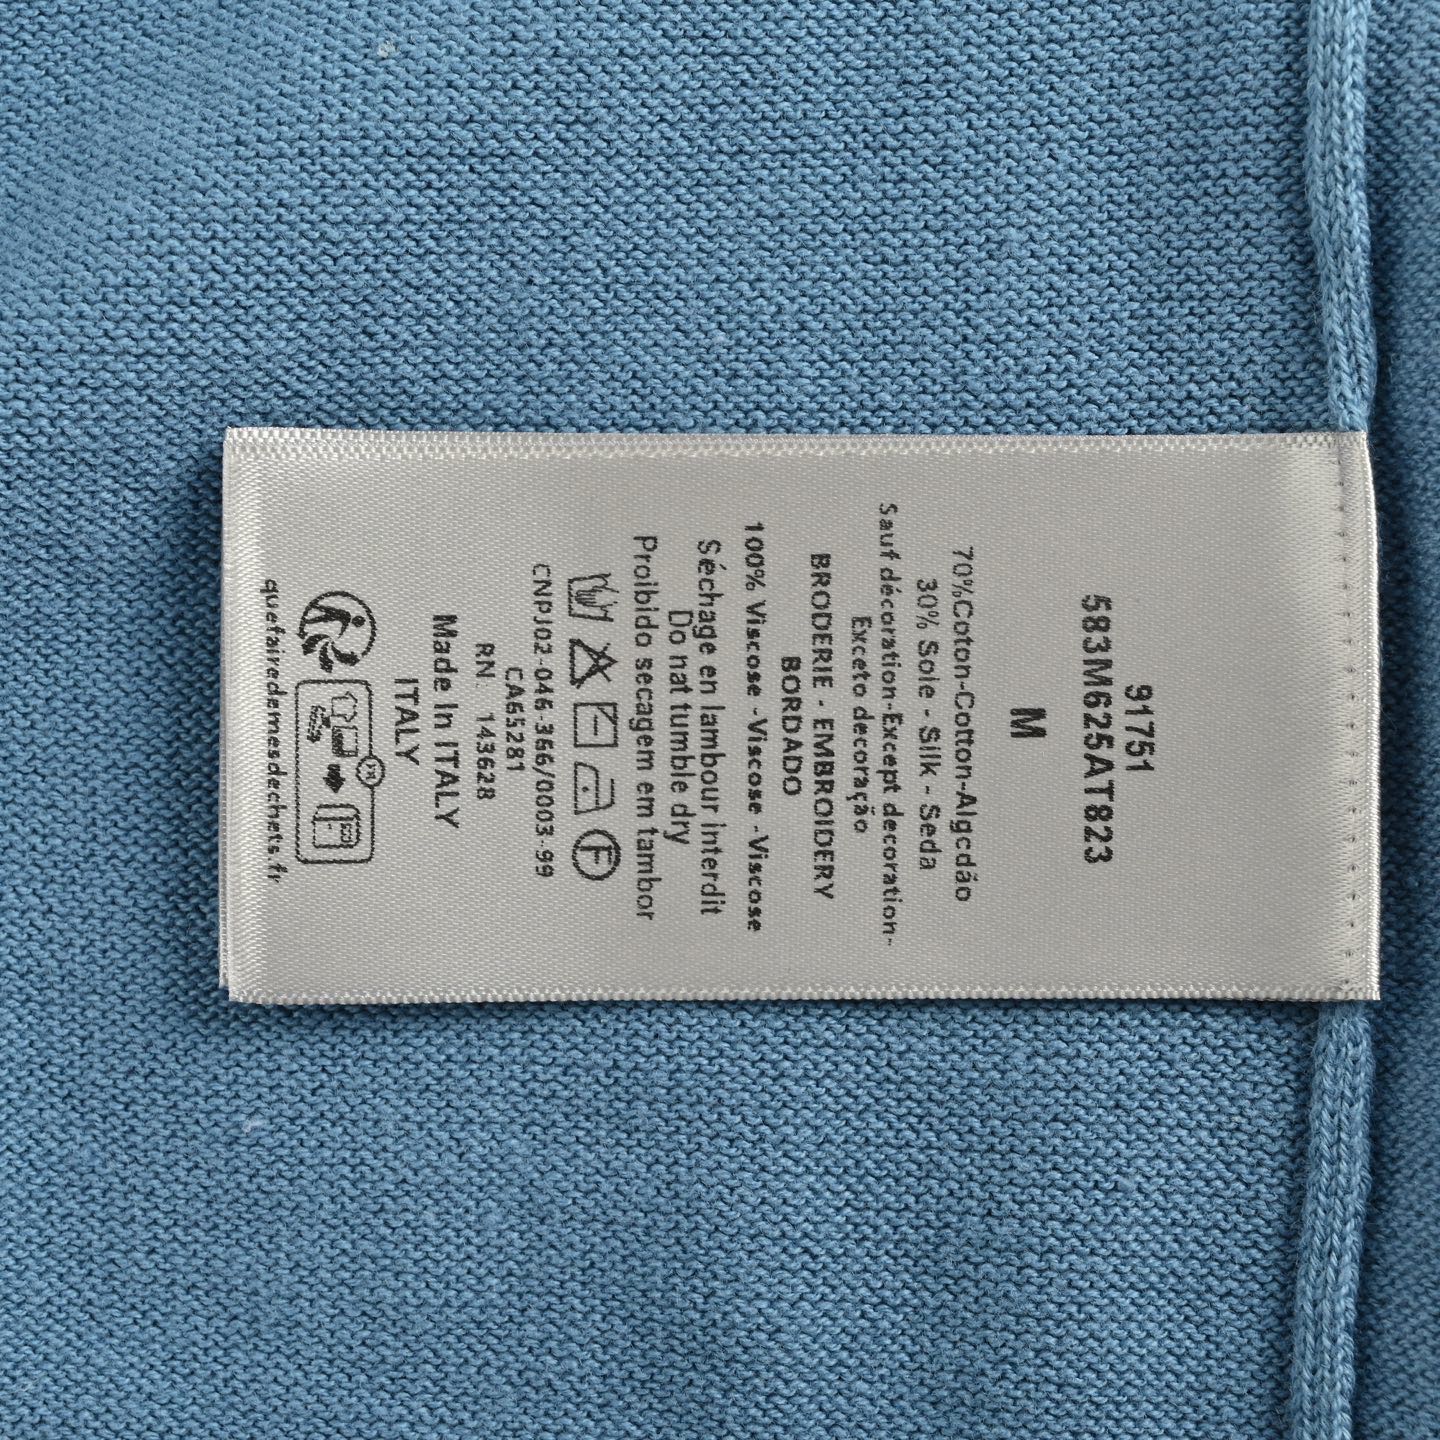 91751
583M625AT823
M
70%Coton-Cotton-Algcdão
30% Soie - Silk - Seda
Sauf décoration-Except decoration-
Exceto decoração
BRODERIE - EMBROIDERY
BORDADO
100% Viscose -Viscose -Viscose
Séchage en lambour interdit
Do nat tumble dry
Proibido secagem em tambor
F
CNPJ02-046-366/0003-99
CA65281
RN: 143628
Made In ITALY
ITALY
FR
quefairedemesdechets.fr